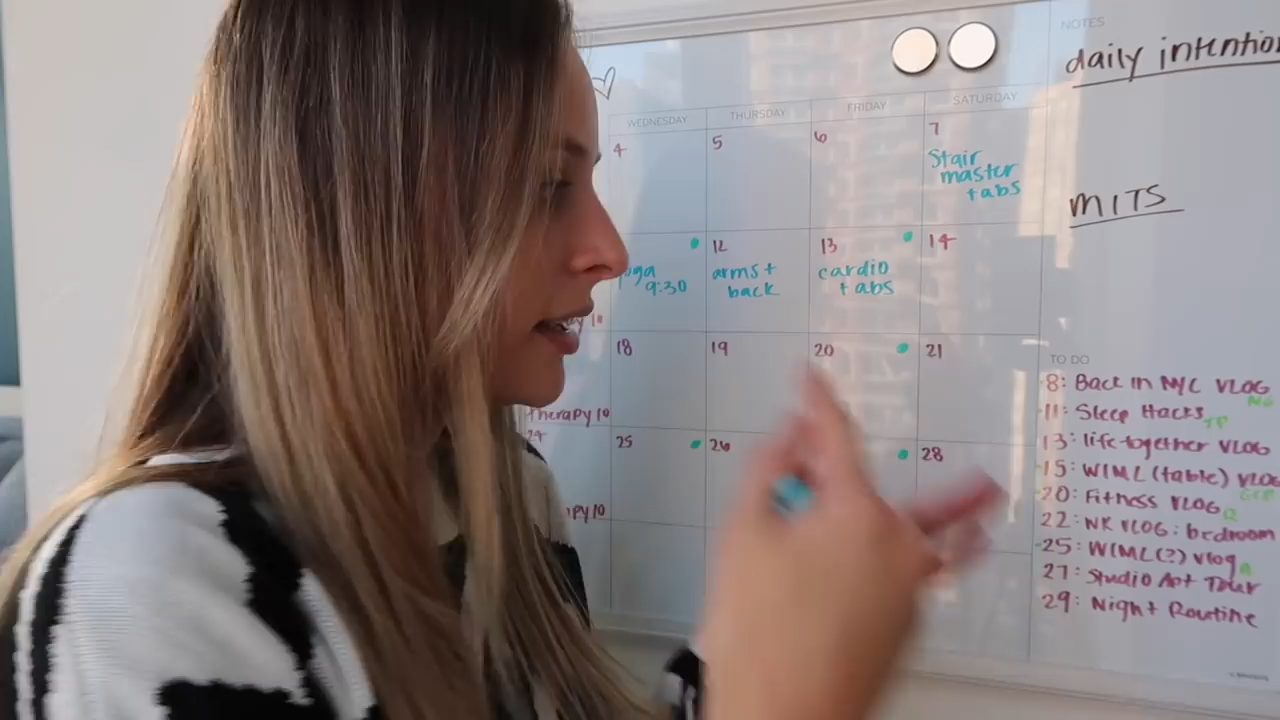 NOTES
daily intention
WEDNESDAY THURSDAY FRIDAY SATURDAY
4 5 6 7
Stair
master
+ abs
MITS
12 13 14
yoga
9:30
arms +
back
cardio
+ abs
18 19 20 21
therapy 10
24 25 26 28
TO DO
8: Back in NYC VLOG
11: Sleep Hacks
13: life together VLOG
15: WIML (table) VLOG
20: Fitness VLOG
22: NK VLOG: bedroom
25: WIML(?) vlog
27: Studio Apt Tour
29: Night Routine